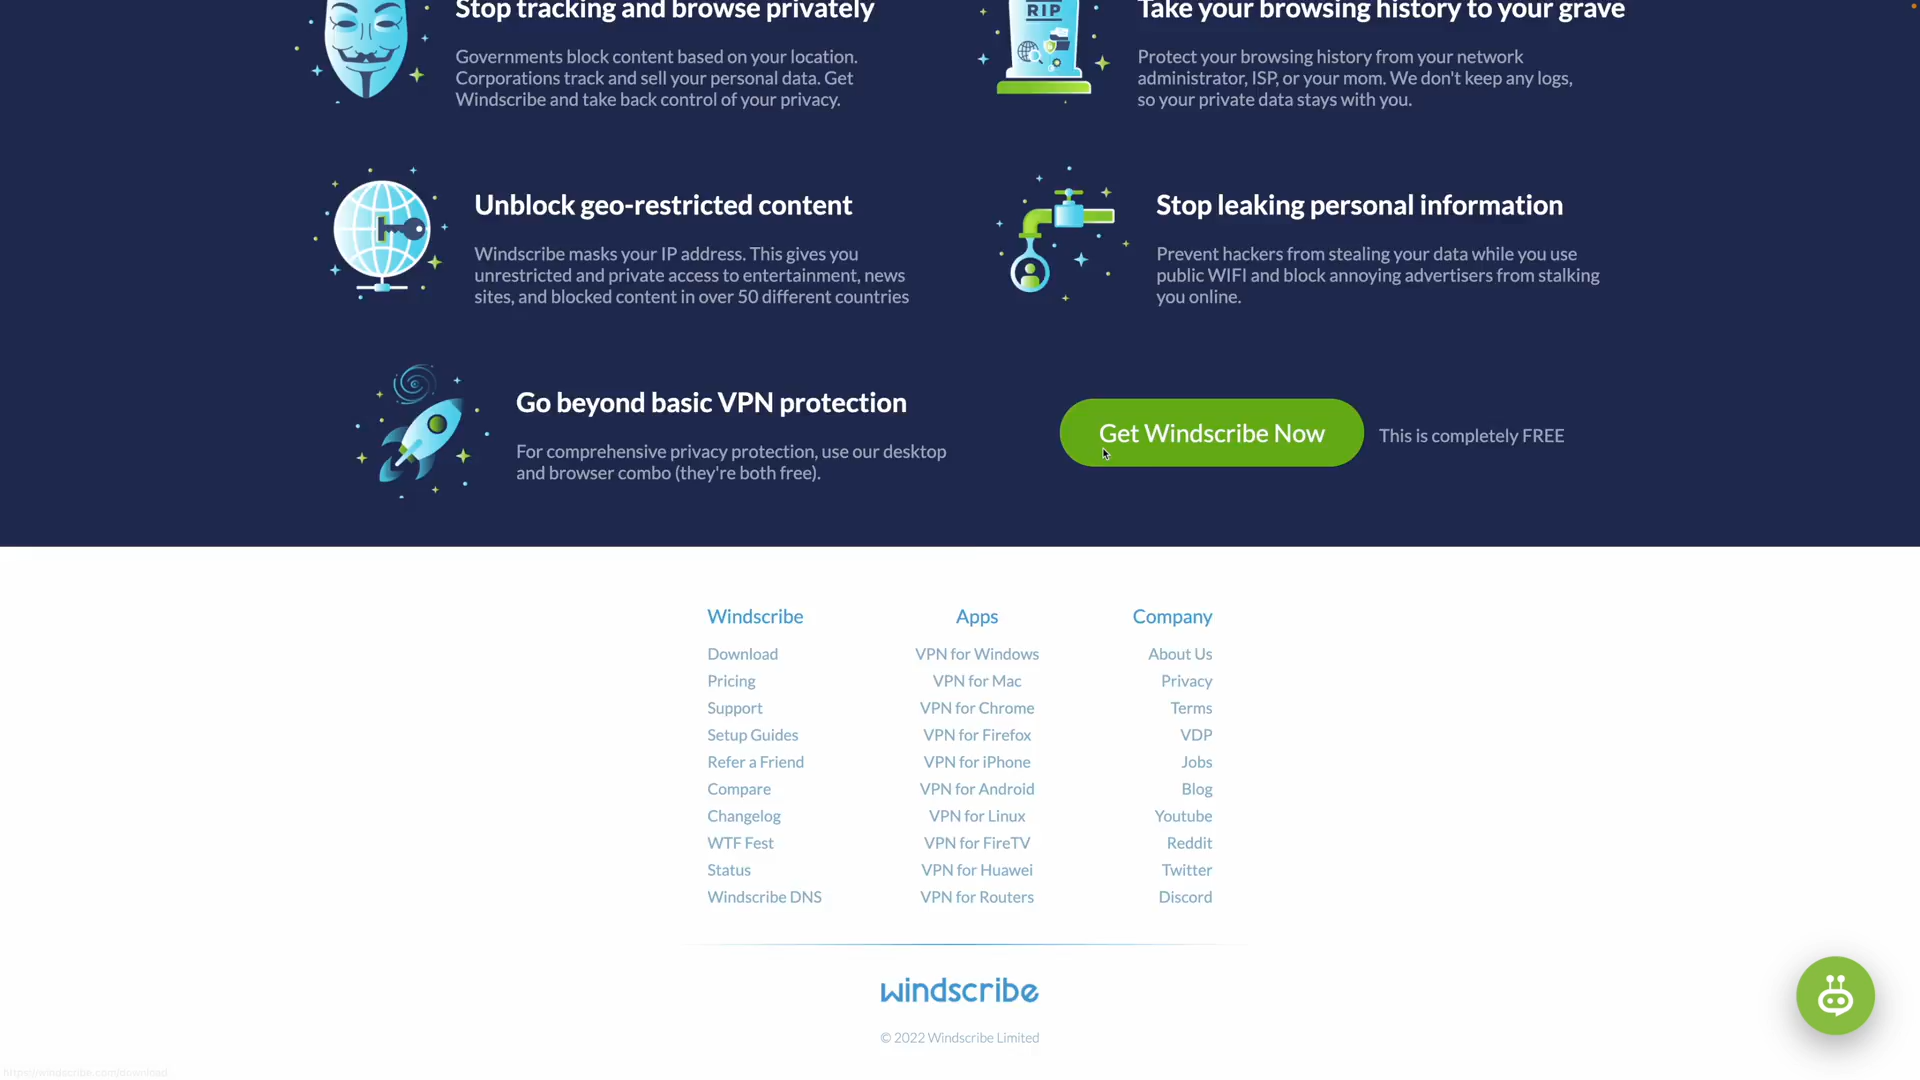 Stop tracking and browse privately
Governments block content based on your location.
Corporations track and sell your personal data. Get
Windscribe and take back control of your privacy.
RIP
Take your browsing history to your grave
Protect your browsing history from your network
administrator, ISP, or your mom. We don't keep any logs,
so your private data stays with you.
Unblock geo-restricted content
Windscribe masks your IP address. This gives you
unrestricted and private access to entertainment, news
sites, and blocked content in over 50 different countries
Stop leaking personal information
Prevent hackers from stealing your data while you use
public WIFI and block annoying advertisers from stalking
you online.
Go beyond basic VPN protection
For comprehensive privacy protection, use our desktop
and browser combo (they're both free).
Get Windscribe Now
This is completely FREE
Windscribe
Download
Pricing
Support
Setup Guides
Refer a Friend
Compare
Changelog
WTF Fest
Status
Windscribe DNS
Apps
VPN for Windows
VPN for Mac
VPN for Chrome
VPN for Firefox
VPN for iPhone
VPN for Android
VPN for Linux
VPN for FireTV
VPN for Huawei
VPN for Routers
Company
About Us
Privacy
Terms
VDP
Jobs
Blog
Youtube
Reddit
Twitter
Discord
windscribe
© 2022 Windscribe Limited
https://windscribe.com/download